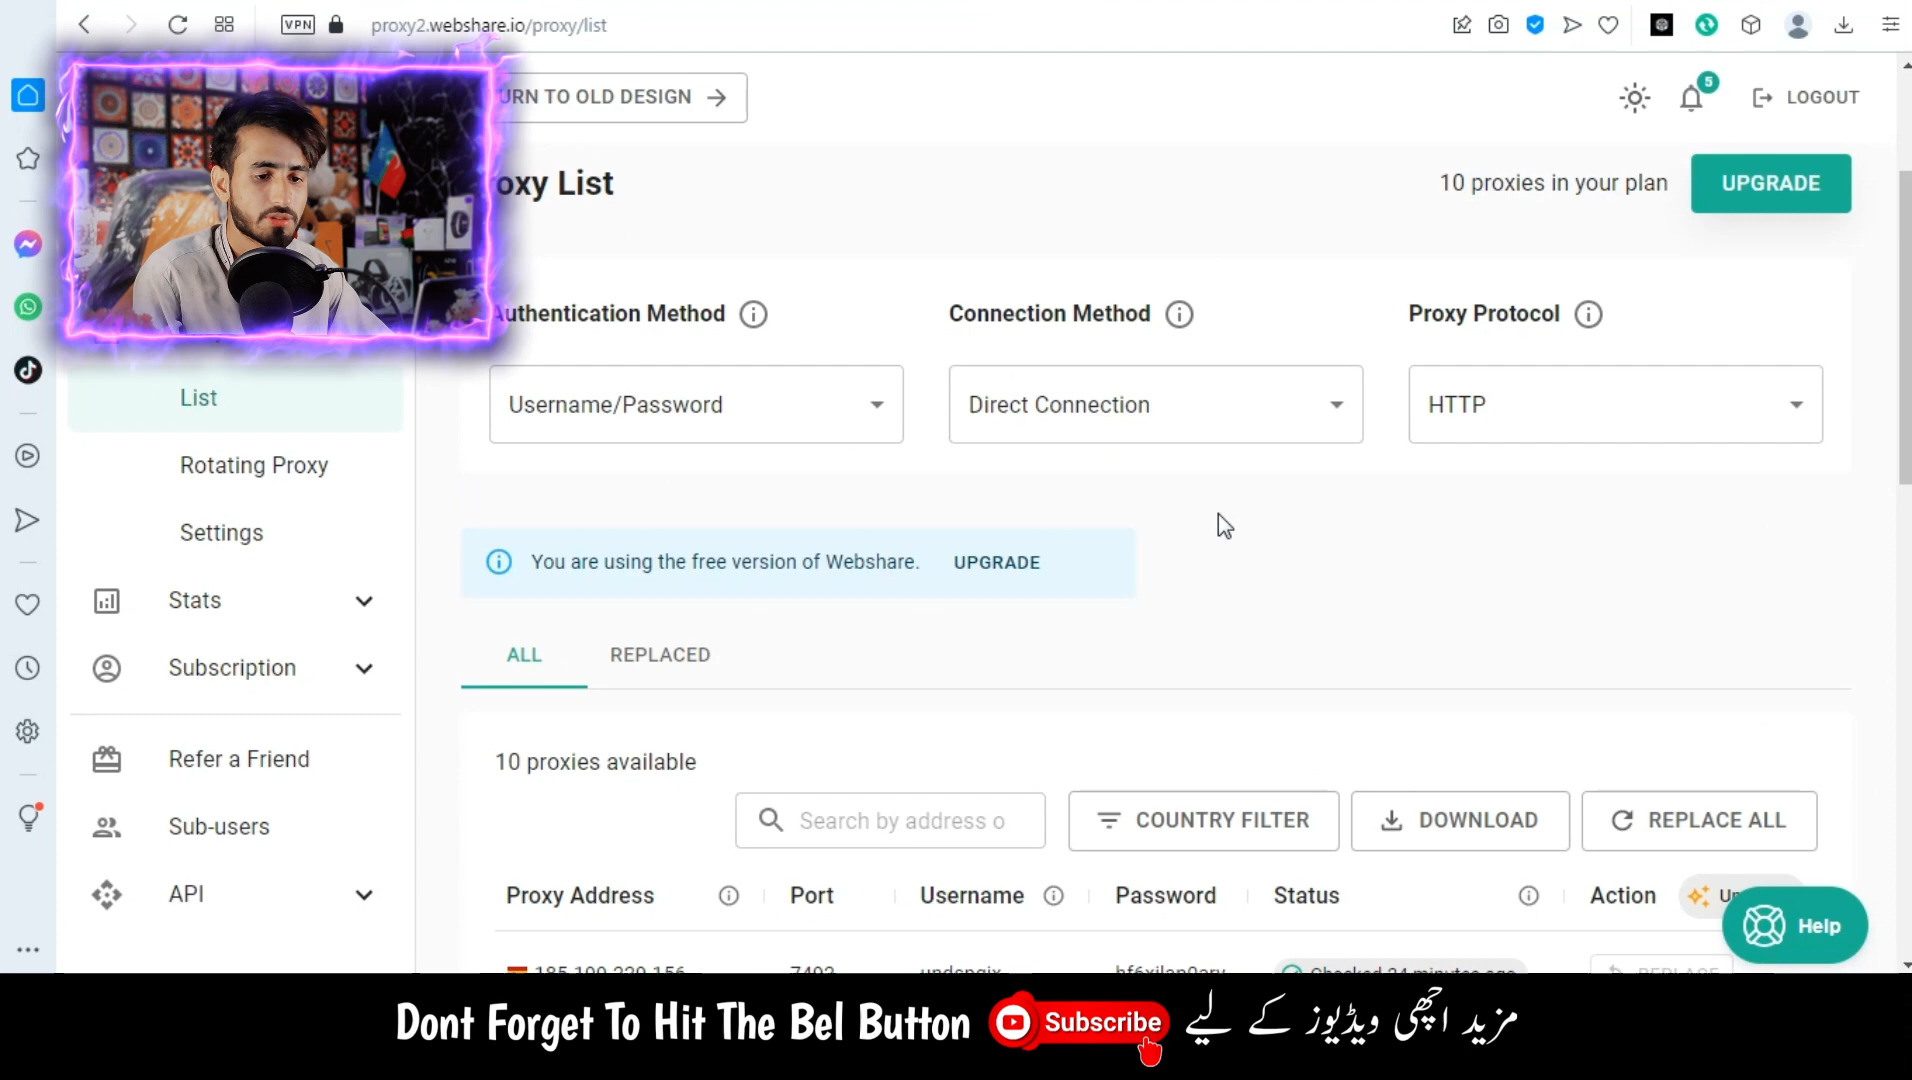 VPN
proxy2.webshare.io/proxy/list
URN TO OLD DESIGN
5
LOGOUT
oxy List
10 proxies in your plan
UPGRADE
uthentication Method
Connection Method
Proxy Protocol
Username/Password
Direct Connection
HTTP
List
Rotating Proxy
Settings
Stats
Subscription
Refer a Friend
Sub-users
API
You are using the free version of Webshare.
UPGRADE
ALL
REPLACED
10 proxies available
Search by address o
COUNTRY FILTER
DOWNLOAD
REPLACE ALL
Proxy Address
Port
Username
Password
Status
Action
Help
Dont Forget To Hit The Bel Button
Subscribe
مزید اچھی ویڈیوز کے لیے